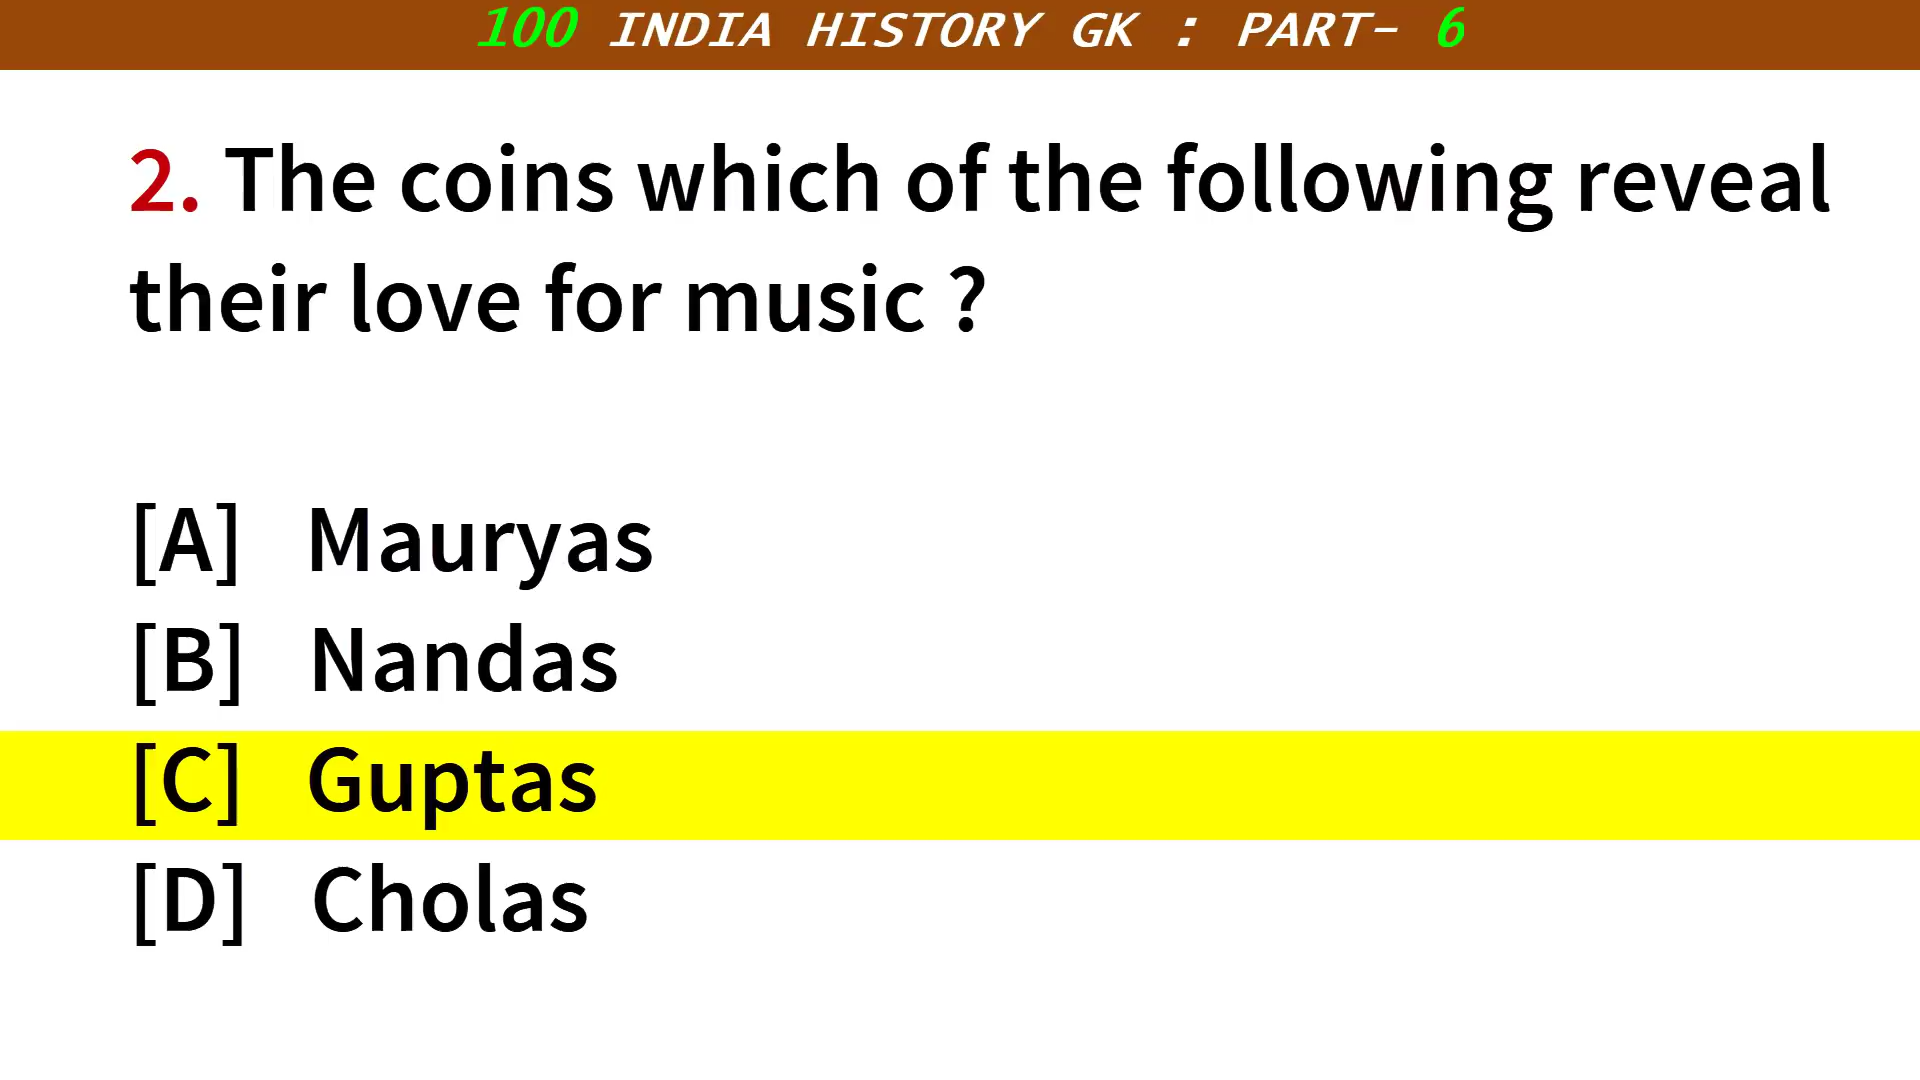 100 INDIA HISTORY GK : PART- 6
2. The coins which of the following reveal
their love for music ?
[A] Mauryas
[B] Nandas
[C] Guptas
[D] Cholas